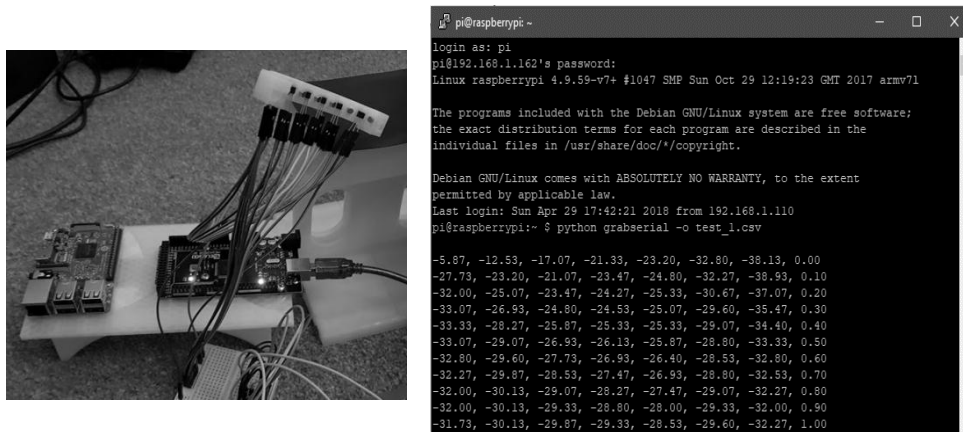 pi@raspberrypi: ~
login as: pi
pi@192.168.1.162's password:
Linux raspberrypi 4.9.59-v7+ #1047 SMP Sun Oct 29 12:19:23 GMT 2017 armv7l
The programs included with the Debian GNU/Linux system are free software;
the exact distribution terms for each program are described in the
individual files in /usr/share/doc/*/copyright.
Debian GNU/Linux comes with ABSOLUTELY NO WARRANTY, to the extent
permitted by applicable law.
Last login: Sun Apr 29 17:42:21 2018 from 192.168.1.110
pi@raspberrypi:~ $ python grabserial -o test_1.csv
-5.87, -12.53, -17.07, -21.33, -23.20, -32.80, -38.13, 0.00
-27.73, -23.20, -21.07, -23.47, -24.80, -32.27, -38.93, 0.10
-32.00, -25.07, -23.47, -24.27, -25.33, -30.67, -37.07, 0.20
-33.07, -26.93, -24.80, -24.53, -25.07, -29.60, -35.47, 0.30
-33.33, -28.27, -25.87, -25.33, -25.33, -29.07, -34.40, 0.40
-33.07, -29.07, -26.93, -26.13, -25.87, -28.80, -33.33, 0.50
-32.80, -29.60, -27.73, -26.93, -26.40, -28.53, -32.80, 0.60
-32.27, -29.87, -28.53, -27.47, -26.93, -28.80, -32.53, 0.70
-32.00, -30.13, -29.07, -28.27, -27.47, -29.07, -32.27, 0.80
-32.00, -30.13, -29.33, -28.80, -28.00, -29.33, -32.00, 0.90
-31.73, -30.13, -29.87, -29.33, -28.53, -29.60, -32.27, 1.00